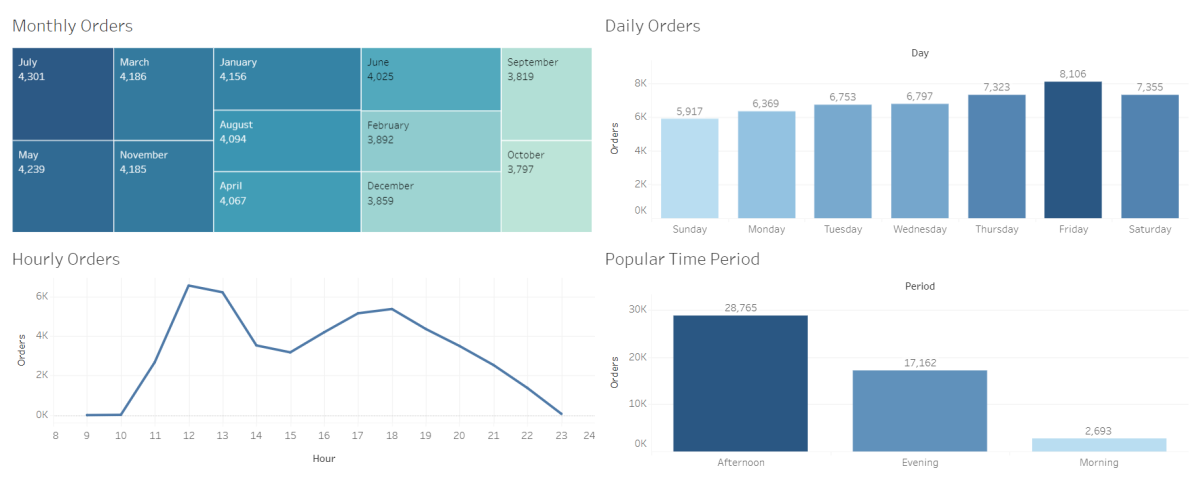 Monthly Orders
July
4,301
March
4,186
January
4,156
June
4,025
September
3,819
August
4,094
February
3,892
May
4,239
November
4,185
October
3,797
April
4,067
December
3,859
Daily Orders
Day
Orders
8K
6K
4K
2K
0K
5,917
6,369
6,753
6,797
7,323
8,106
7,355
Sunday
Monday
Tuesday
Wednesday
Thursday
Friday
Saturday
Hourly Orders
Orders
6K
4K
2K
0K
8 9 10 11 12 13 14 15 16 17 18 19 20 21 22 23 24
Hour
Popular Time Period
Period
Orders
30K
20K
10K
0K
28,765
17,162
2,693
Afternoon
Evening
Morning